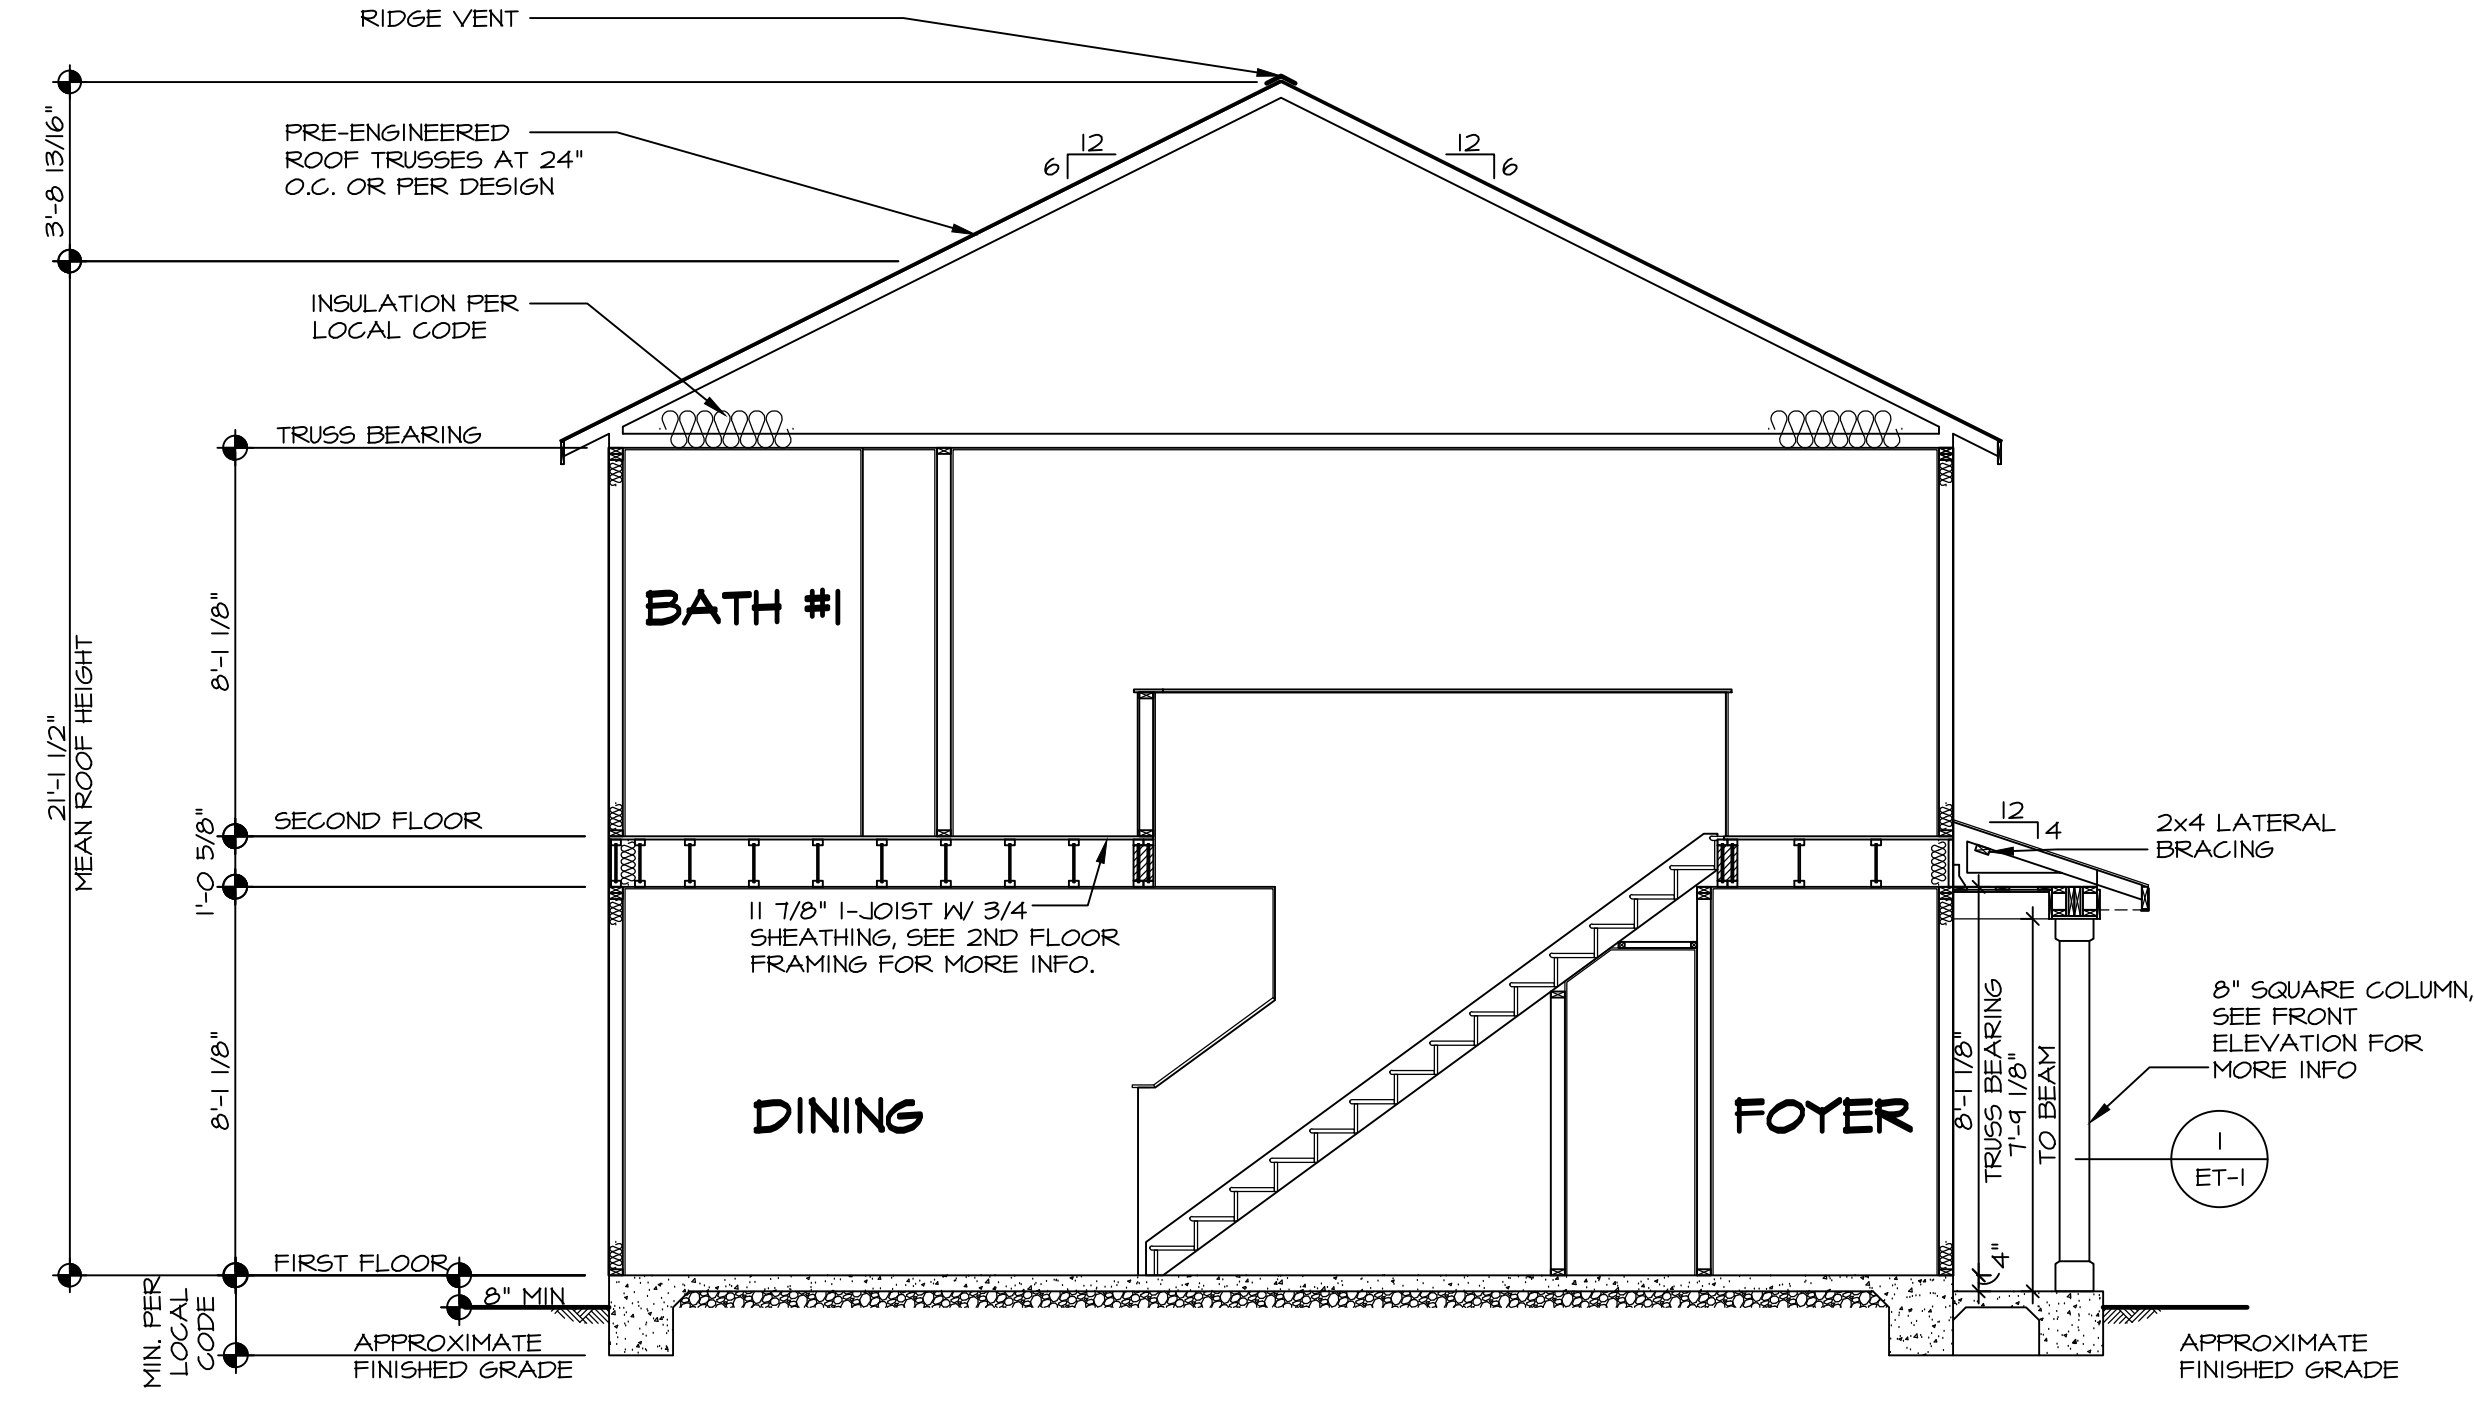 RIDGE VENT
3'-8 13/16"
PRE-ENGINEERED
ROOF TRUSSES AT 24"
O.C. OR PER DESIGN
12
6
12
6
INSULATION PER
LOCAL CODE
TRUSS BEARING
8'-1 1/8"
BATH #1
21'-1 1/2"
MEAN ROOF HEIGHT
SECOND FLOOR
1'-0 5/8"
12
4
2x4 LATERAL
BRACING
11 7/8" I-JOIST W/ 3/4
SHEATHING, SEE 2ND FLOOR
FRAMING FOR MORE INFO.
8'-1 1/8"
DINING
FOYER
8'-1 1/8"
TRUSS BEARING
7'-9 1/8"
TO BEAM
8" SQUARE COLUMN,
SEE FRONT
ELEVATION FOR
MORE INFO
1
ET-1
4"
FIRST FLOOR
8" MIN
MIN. PER
LOCAL
CODE
APPROXIMATE
FINISHED GRADE
APPROXIMATE
FINISHED GRADE